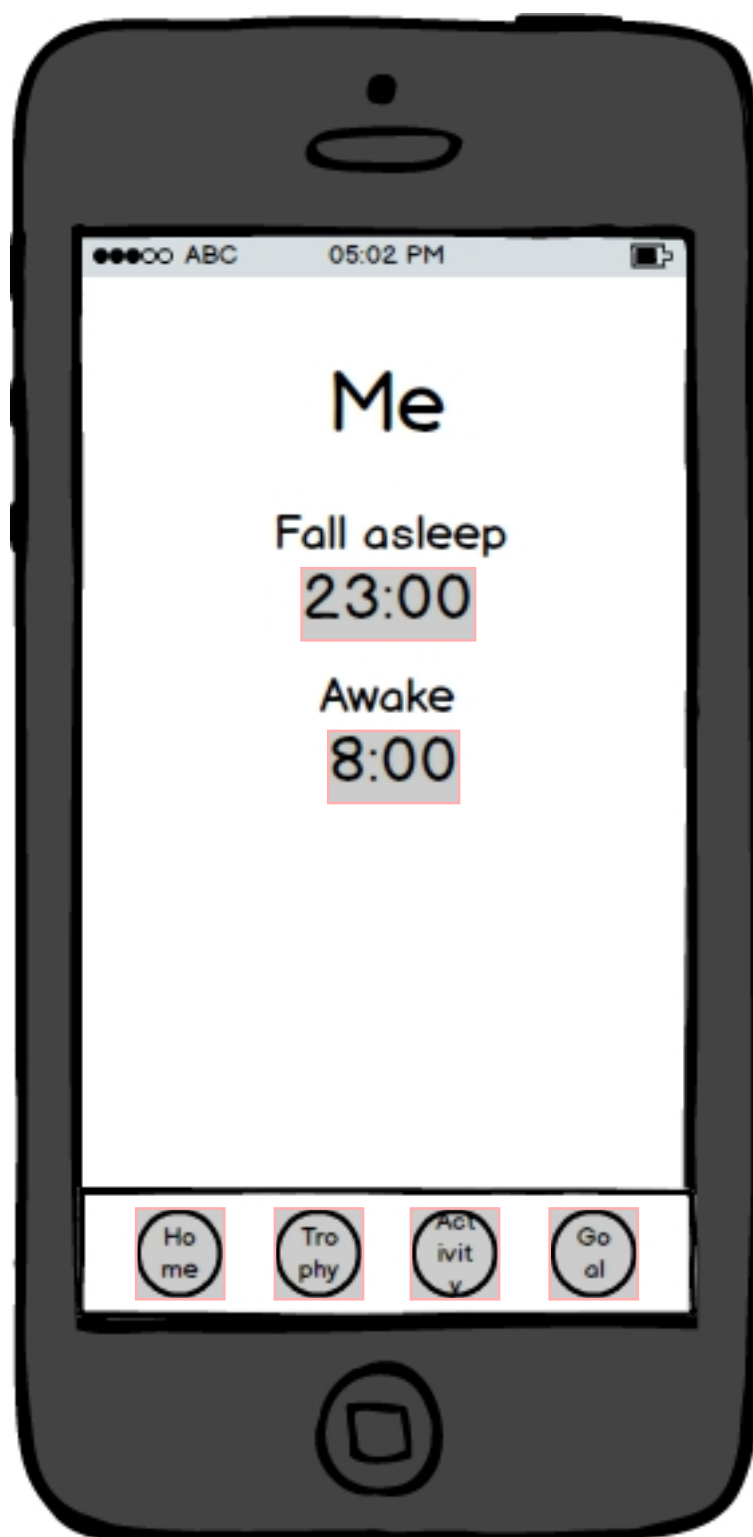 ABC 05:02 PM
Me
Fall asleep
23:00
Awake
8:00
Ho
me
Tro
phy
Act
ivit
y
Go
al